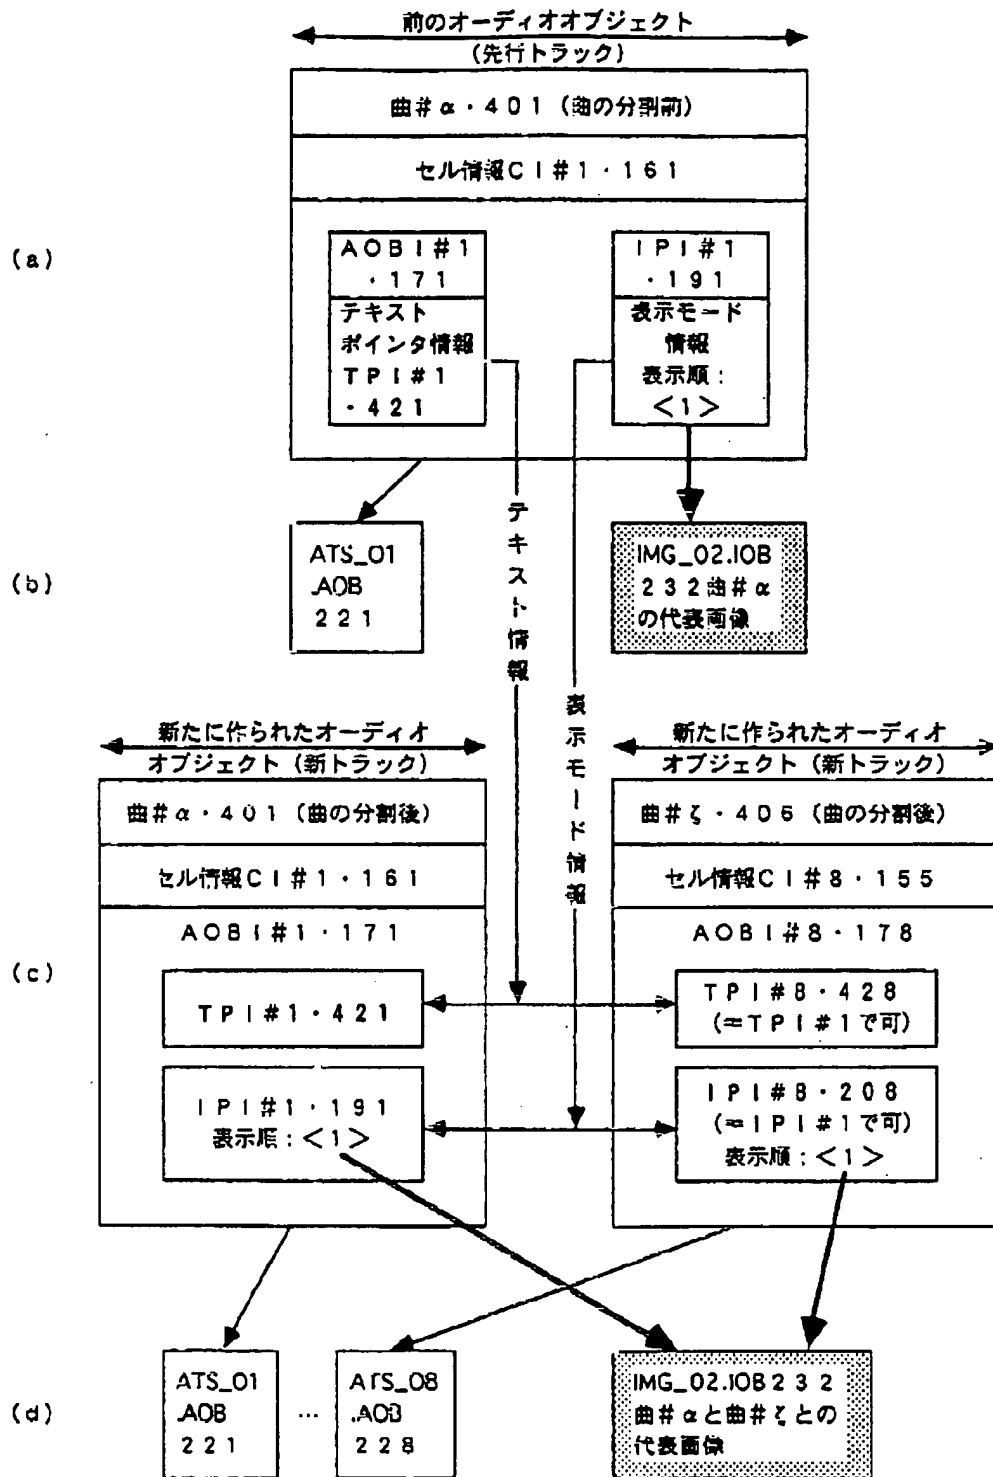 前のオーディオオブジェクト
(先行トラック)
曲#α・401(曲の分割前)
セル情報CI#1・161
(a)
AOBI#1
・171
テキスト
ポインタ情報
TPI#1
・421
IPI#1
・191
表示モード
情報
表示順:
<1>
テキスト情報
表示モード情報
(b)
ATS_01
.AOB
221
IMG_02.IOB
232曲#α
の代表画像
新たに作られたオーディオ
オブジェクト(新トラック)
曲#α・401(曲の分割後)
セル情報CI#1・161
AOBI#1・171
(c)
TPI#1・421
IPI#1・191
表示順:<1>
新たに作られたオーディオ
オブジェクト(新トラック)
曲#ζ・406(曲の分割後)
セル情報CI#8・155
AOBI#8・178
TPI#8・428
(=TPI#1で可)
IPI#8・208
(=IPI#1で可)
表示順:<1>
(d)
ATS_01
.AOB
221
…
ATS_08
.AOB
228
IMG_02.IOB232
曲#αと曲#ζとの
代表画像